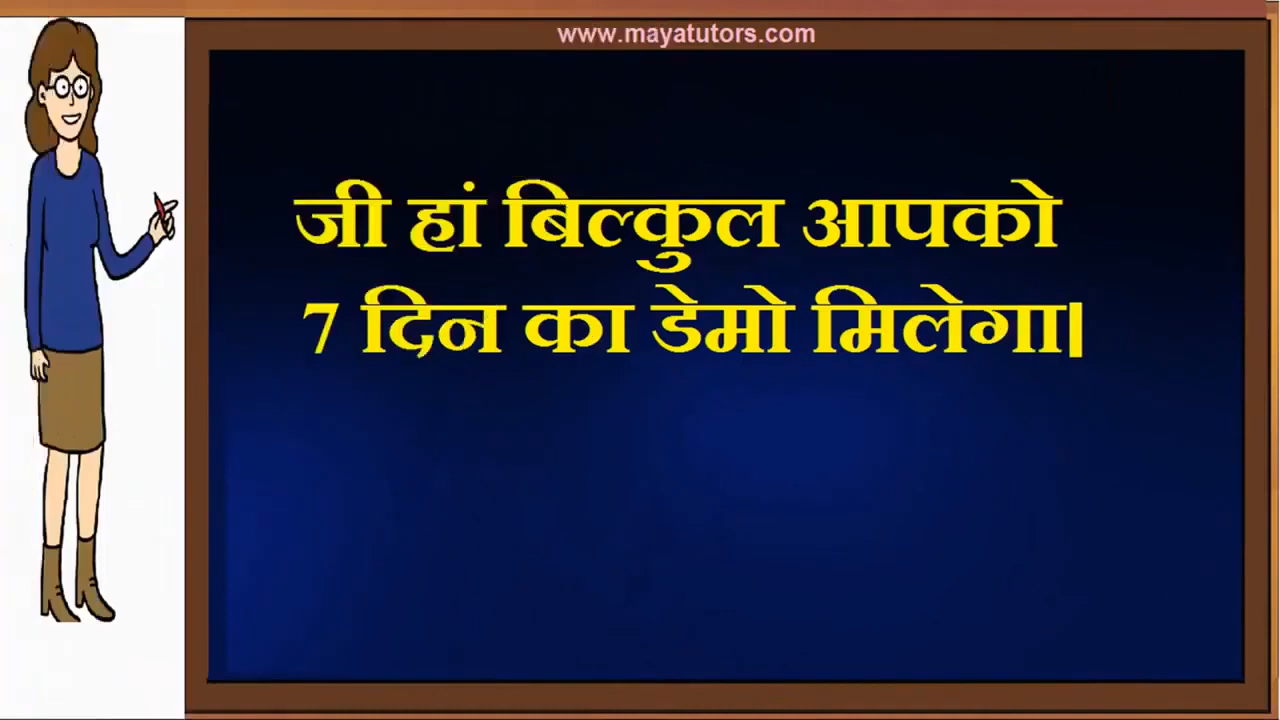 www.mayatutors.com
जी हां बिल्कुल आपको
7 दिन का डेमो मिलेगा।